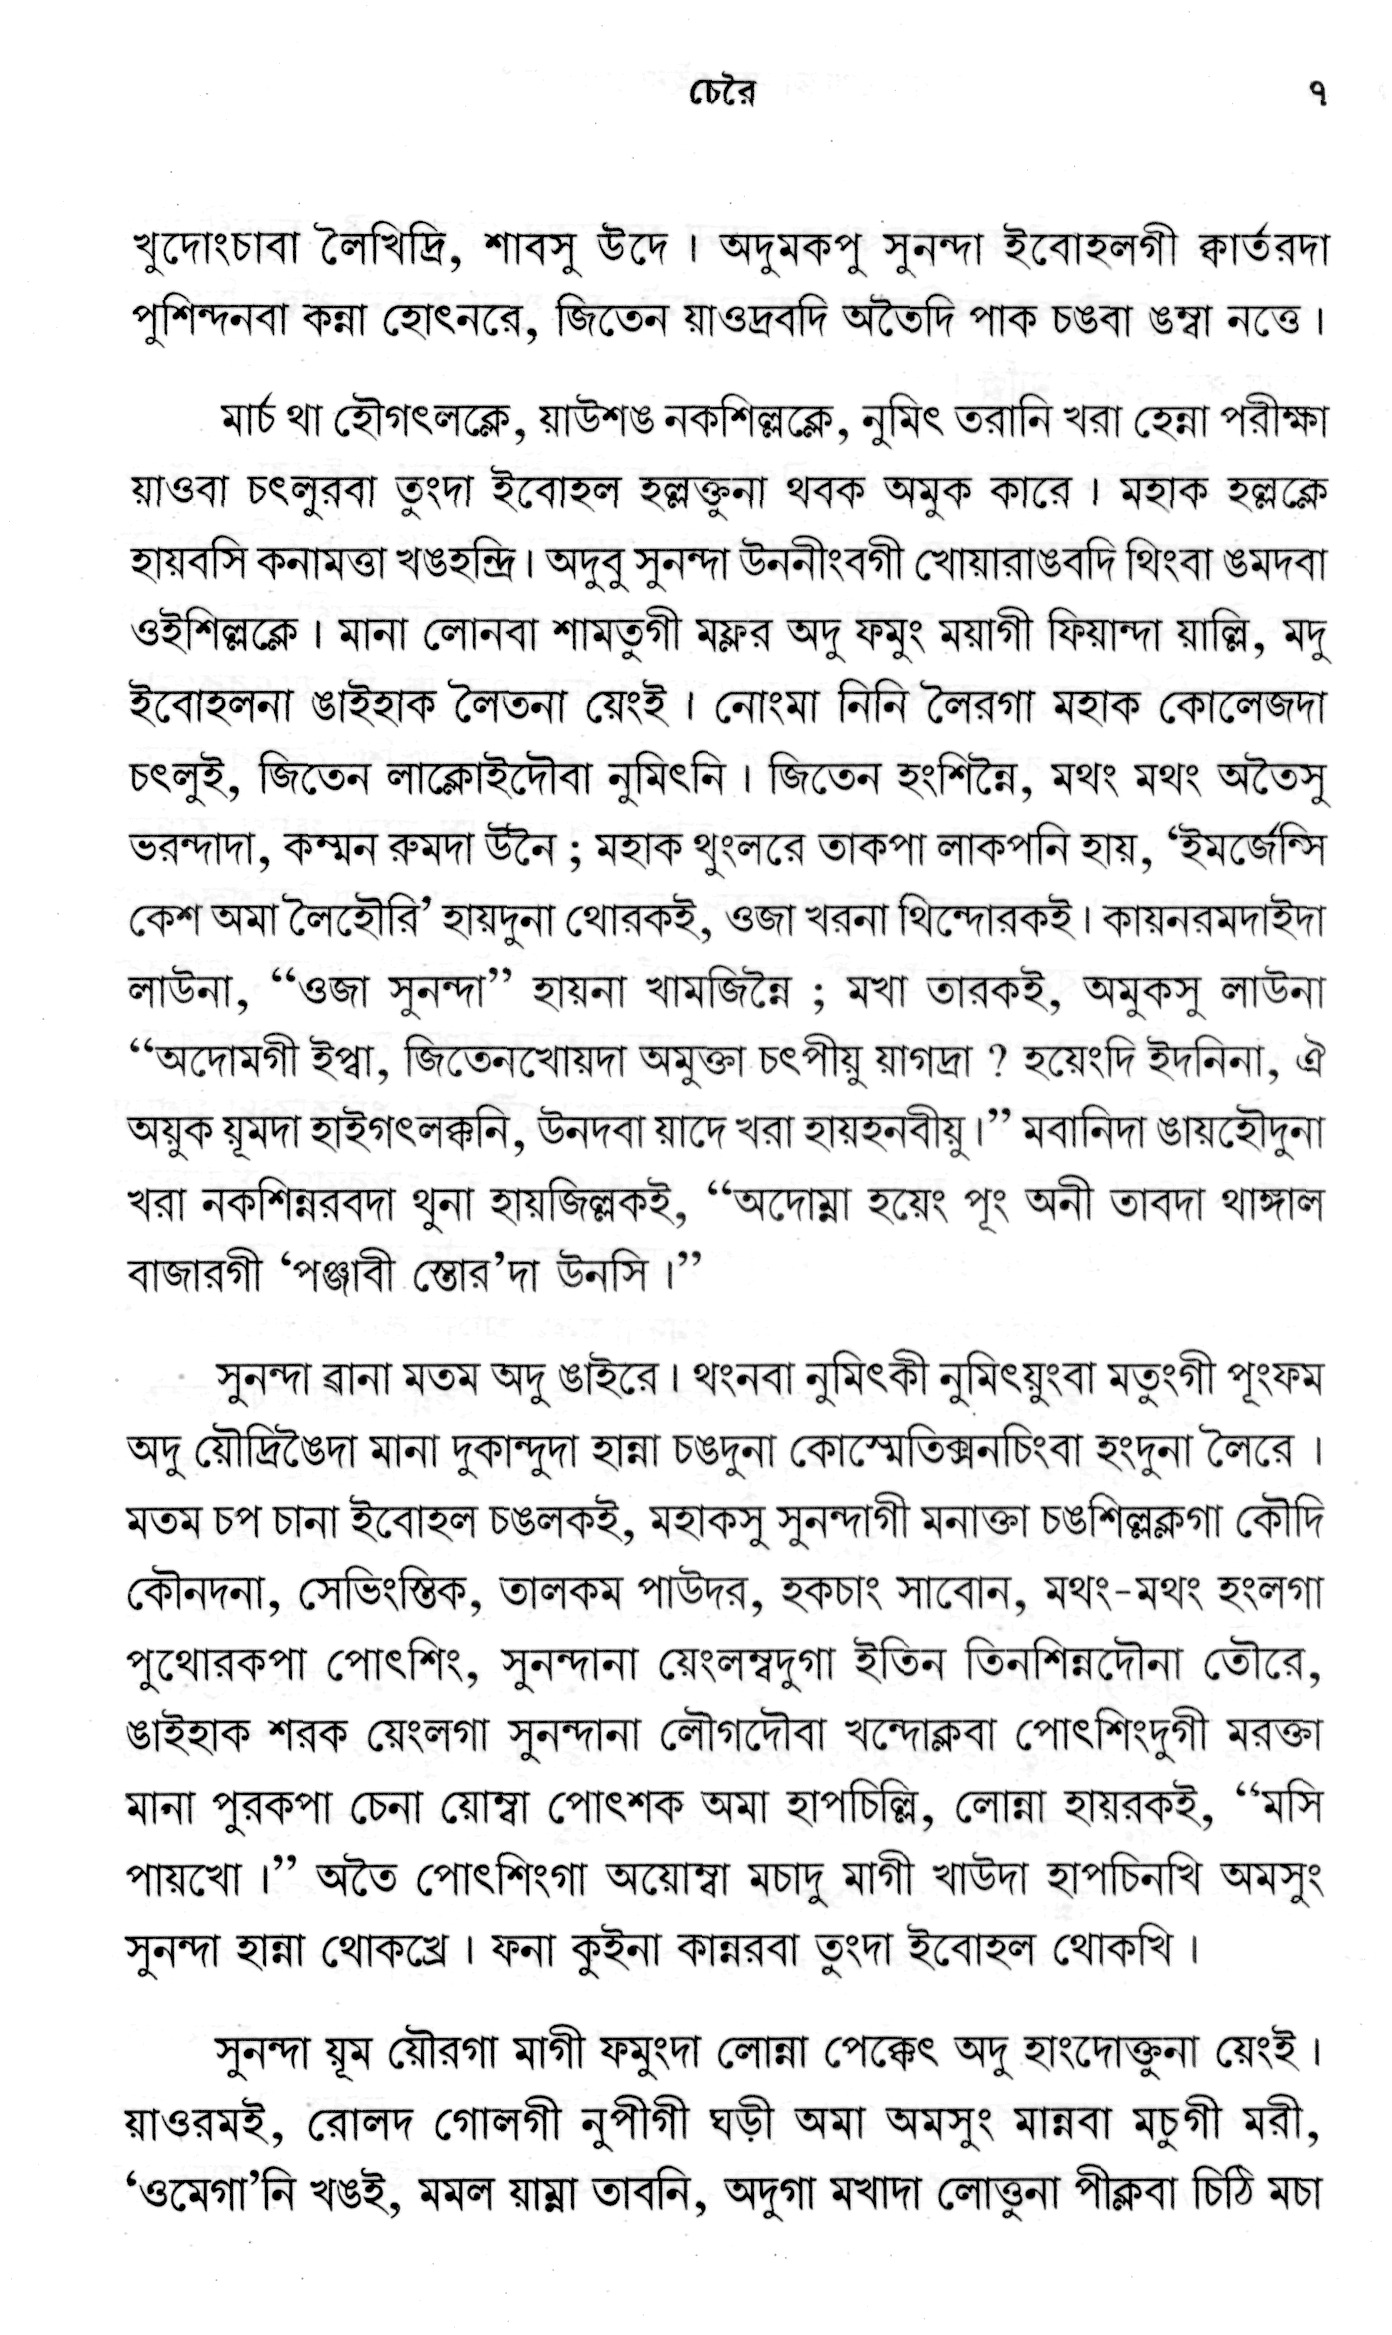 চেরৈ ৭
খুদোংচাবা লৈখিদ্রি, শাবসু উদে । অদুমকপু সুনন্দা ইবোহলগী ক্বার্তরদা
পুশিন্দনবা কন্না হোৎনরে, জিতেন য়াওদ্রবদি অতৈদি পাক চঙবা ঙম্বা নত্তে ।
মার্চ থা হৌগৎলক্লে, য়াউশঙ নকশিল্লক্লে, নুমিৎ তরানি খরা হেন্না পরীক্ষা
য়াওবা চৎলুরবা তুংদা ইবোহল হল্লক্তুনা থবক অমুক কারে । মহাক হল্লক্লে
হায়বসি কনামত্তা খঙহন্দ্রি । অদুবু সুনন্দা উননীংবগী খোয়ারাঙবদি থিংবা ঙমদবা
ওইশিল্লক্লে । মানা লোনবা শামতুগী মফ্লর অদু ফমুং ময়াগী ফিয়ান্দা য়াল্লি, মদু
ইবোহলনা ঙাইহাক লৈতনা য়েংই । নোংমা নিনি লৈরগা মহাক কোলেজদা
চৎলুই, জিতেন লাক্লোইদৌবা নুমিৎনি । জিতেন হংশিন্নৈ, মথং মথং অতৈসু
ভরন্দাদা, কম্মন রুমদা উনৈ ; মহাক থুংলরে তাকপা লাকপনি হায়, ‘ইমর্জেন্সি
কেশ অমা লৈহৌরি’ হায়দুনা থোরকই, ওজা খরনা থিন্দোরকই । কায়নরমদাইদা
লাউনা, “ওজা সুনন্দা” হায়না খামজিন্নৈ ; মখা তারকই, অমুকসু লাউনা
“অদোমগী ইপ্বা, জিতেনখোয়দা অমুক্তা চৎপীয়ু য়াগদ্রা ? হয়েংদি ইদনিনা, ঐ
অয়ুক য়ূমদা হাইগৎলক্কনি, উনদবা য়াদে খরা হায়হনবীয়ু ।” মবানিদা ঙায়হৌদুনা
খরা নকশিন্নরবদা থুনা হায়জিল্লকই, “অদোম্না হয়েং পূং অনী তাবদা থাঙ্গাল
বাজারগী ‘পঞ্জাবী স্তোর’দা উনসি ।”
সুনন্দা ৱানা মতম অদু ঙাইরে । থংনবা নুমিৎকী নুমিৎয়ুংবা মতুংগী পূংফম
অদু য়ৌদ্রিঙৈদা মানা দুকান্দুদা হান্না চঙদুনা কোস্মেতিক্সনচিংবা হংদুনা লৈরে ।
মতম চপ চানা ইবোহল চঙলকই, মহাকসু সুনন্দাগী মনাক্তা চঙশিল্লক্লগা কৌদি
কৌনদনা, সেভিংস্তিক, তালকম পাউদর, হকচাং সাবোন, মথং-মথং হংলগা
পুথোরকপা পোৎশিং, সুনন্দানা য়েংলম্বদুগা ইতিন তিনশিন্নদৌনা তৌরে,
ঙাইহাক শরক য়েংলগা সুনন্দানা লৌগদৌবা খন্দোক্লবা পোৎশিংদুগী মরক্তা
মানা পুরকপা চেনা য়োম্বা পোৎশক অমা হাপচিল্লি, লোন্না হায়রকই, “মসি
পায়খো ।” অতৈ পোৎশিংগা অয়োম্বা মচাদু মাগী খাউদা হাপচিনখি অমসুং
সুনন্দা হান্না থোকখ্রে । ফনা কুইনা কান্নরবা তুংদা ইবোহল থোকখি ।
সুনন্দা য়ূম য়ৌরগা মাগী ফমুংদা লোন্না পেক্কেৎ অদু হাংদোক্তুনা য়েংই ।
য়াওরমই, রোলদ গোলগী নুপীগী ঘড়ী অমা অমসুং মান্নবা মচুগী মরী,
‘ওমেগা’নি খঙই, মমল য়াম্না তাবনি, অদুগা মখাদা লোত্তুনা পীক্লবা চিঠি মচা